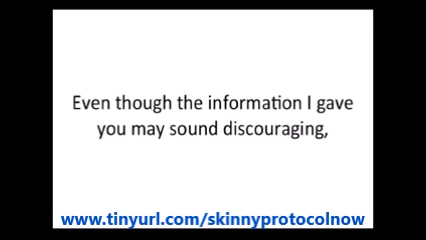 Even though the information I gave
you may sound discouraging,
www.tinyurl.com/skinnyprotocolnow